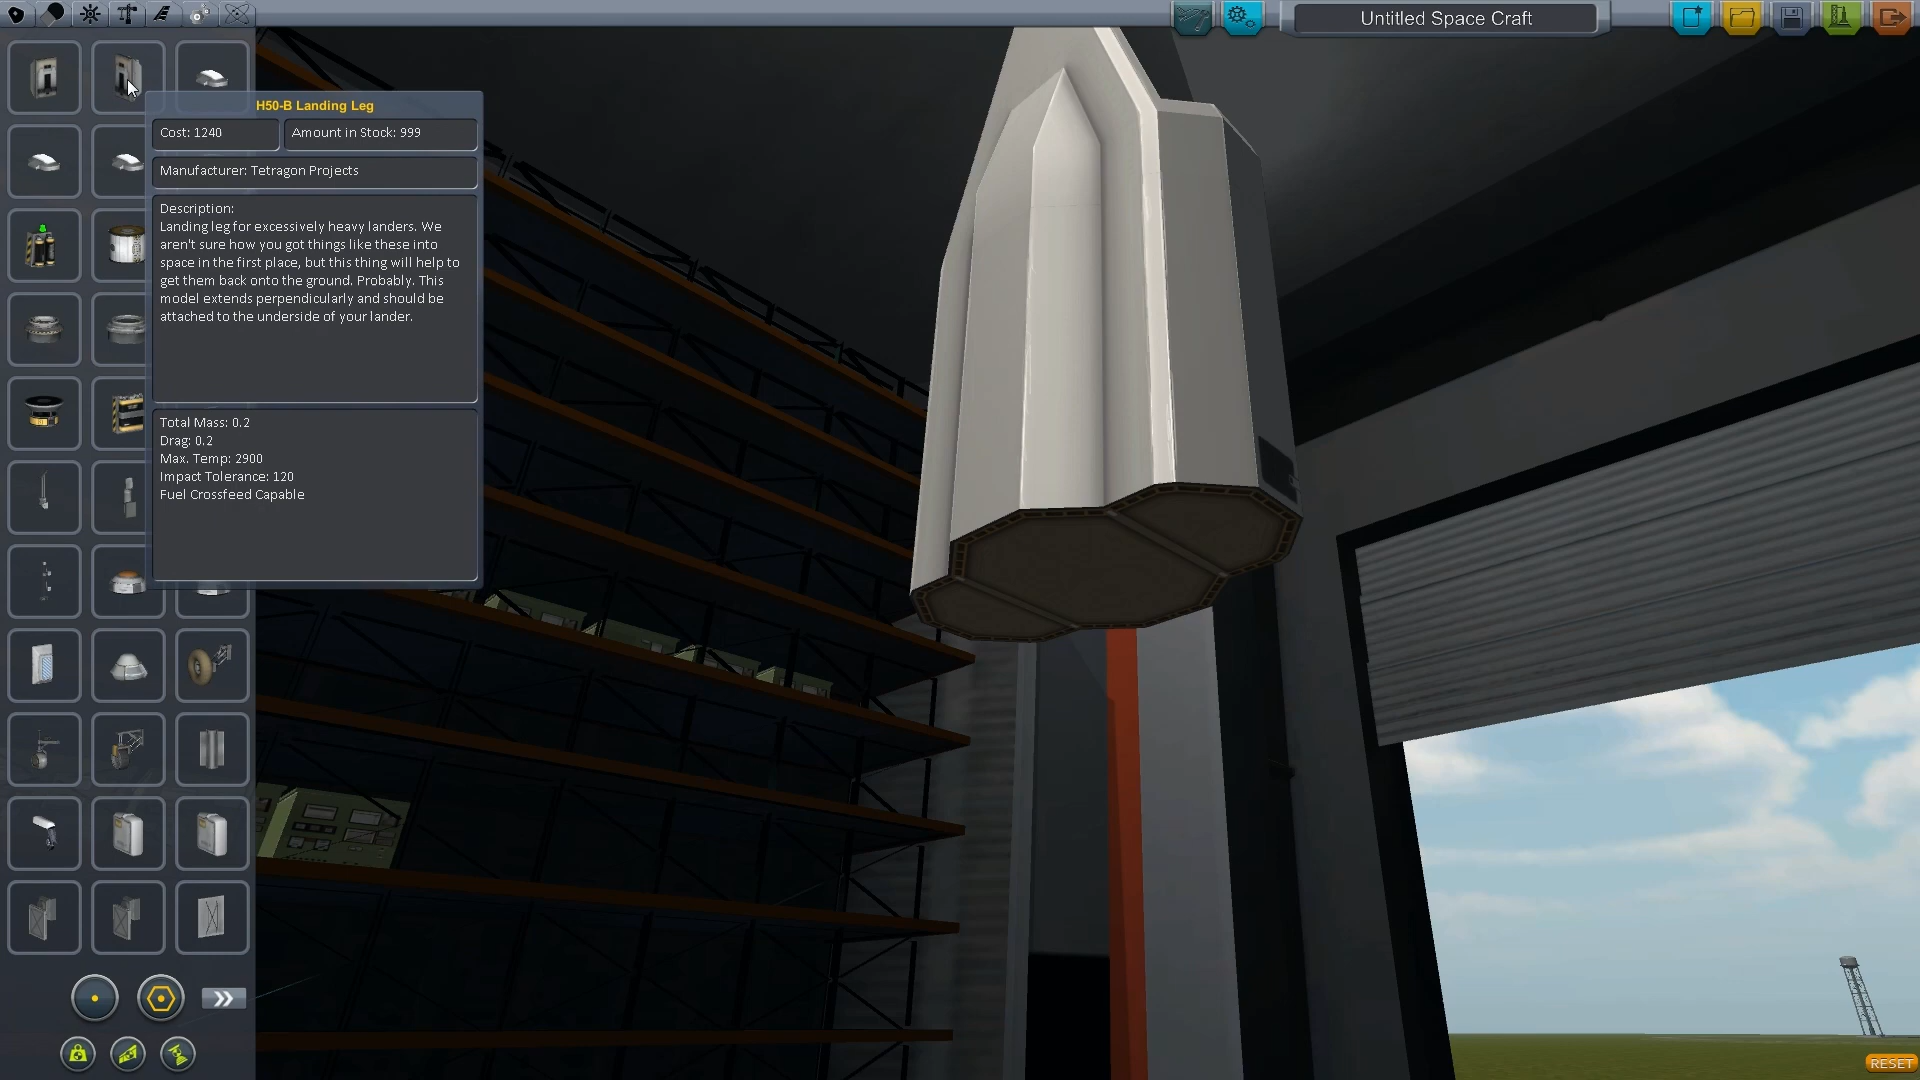 Untitled Space Craft
H50-B Landing Leg
Cost: 1240
Amount in Stock: 999
Manufacturer: Tetragon Projects
Description:
Landing leg for excessively heavy landers. We
aren't sure how you got things like these into
space in the first place, but this thing will help to
get them back onto the ground. Probably. This
model extends perpendicularly and should be
attached to the underside of your lander.
Total Mass: 0.2
Drag: 0.2
Max. Temp: 2900
Impact Tolerance: 120
Fuel Crossfeed Capable
RESET